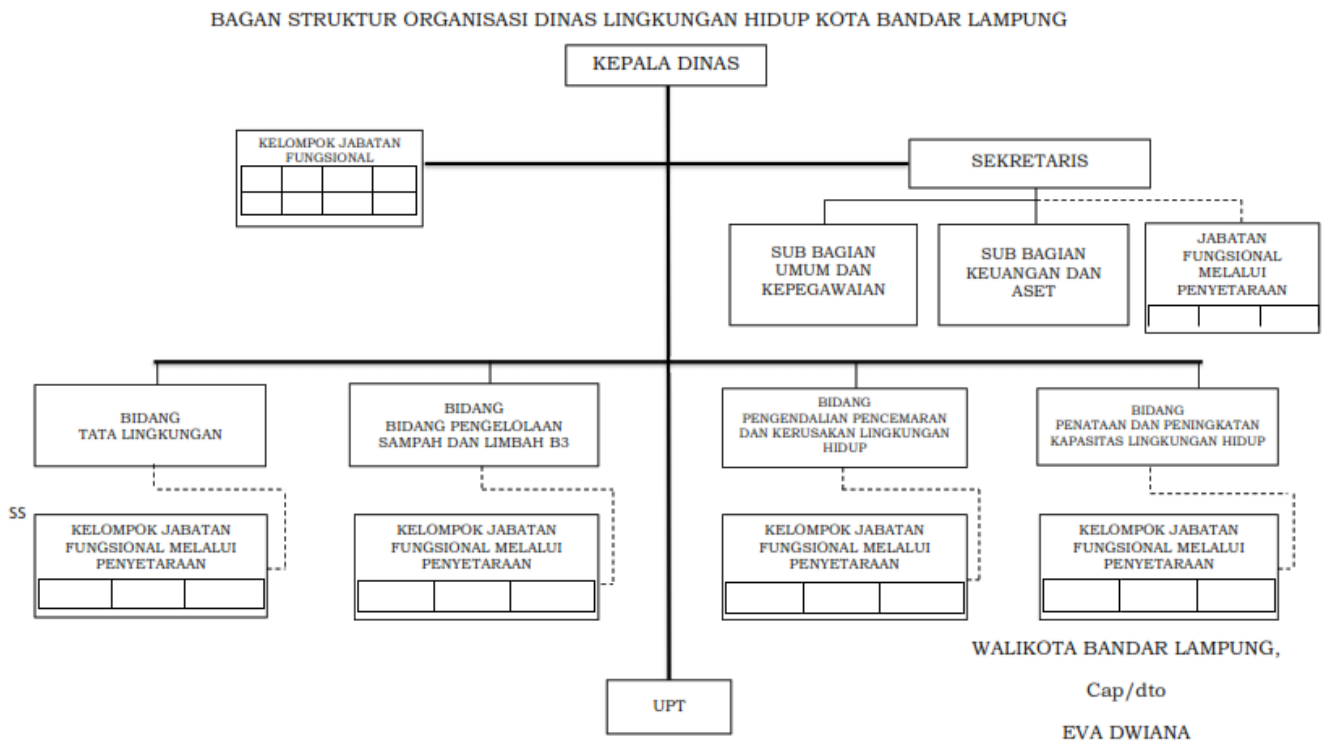 BAGAN STRUKTUR ORGANISASI DINAS LINGKUNGAN HIDUP KOTA BANDAR LAMPUNG
KEPALA DINAS
KELOMPOK JABATAN
FUNGSIONAL
SEKRETARIS
SUB BAGIAN
UMUM DAN
KEPEGAWAIAN
SUB BAGIAN
KEUANGAN DAN
ASET
JABATAN
FUNGSIONAL
MELALUI
PENYETARAAN
BIDANG
TATA LINGKUNGAN
BIDANG
BIDANG PENGELOLAAN
SAMPAH DAN LIMBAH B3
BIDANG
PENGENDALIAN PENCEMARAN
DAN KERUSAKAN LINGKUNGAN
HIDUP
BIDANG
PENATAAN DAN PENINGKATAN
KAPASITAS LINGKUNGAN HIDUP
SS
KELOMPOK JABATAN
FUNGSIONAL MELALUI
PENYETARAAN
KELOMPOK JABATAN
FUNGSIONAL MELALUI
PENYETARAAN
KELOMPOK JABATAN
FUNGSIONAL MELALUI
PENYETARAAN
KELOMPOK JABATAN
FUNGSIONAL MELALUI
PENYETARAAN
UPT
WALIKOTA BANDAR LAMPUNG,
Cap/dto
EVA DWIANA